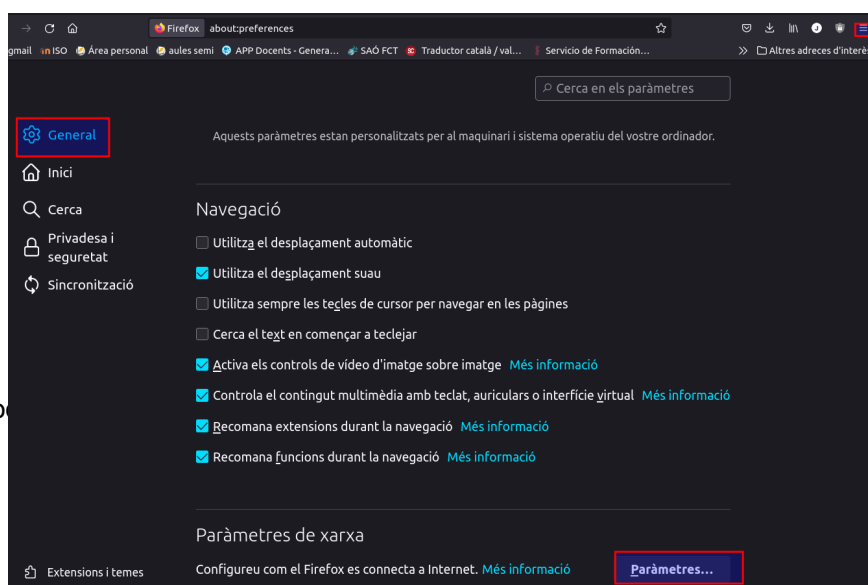 Firefox about:preferences
gmail in ISO Área personal aules semi APP Docents - Genera... SAÓ FCT Traductor català / val... Servicio de Formación... Altres adreces d'interès
Cerca en els paràmetres
General
Aquests paràmetres estan personalitzats per al maquinari i sistema operatiu del vostre ordinador.
Inici
Cerca
Privadesa i
seguretat
Sincronització
Navegació
Utilitza el desplaçament automàtic
Utilitza el desplaçament suau
Utilitza sempre les tecles de cursor per navegar en les pàgines
Cerca el text en començar a teclejar
Activa els controls de vídeo d'imatge sobre imatge Més informació
Controla el contingut multimèdia amb teclat, auriculars o interfície virtual Més informació
Recomana extensions durant la navegació Més informació
Recomana funcions durant la navegació Més informació
Paràmetres de xarxa
Configureu com el Firefox es connecta a Internet. Més informació Paràmetres...
Extensions i temes